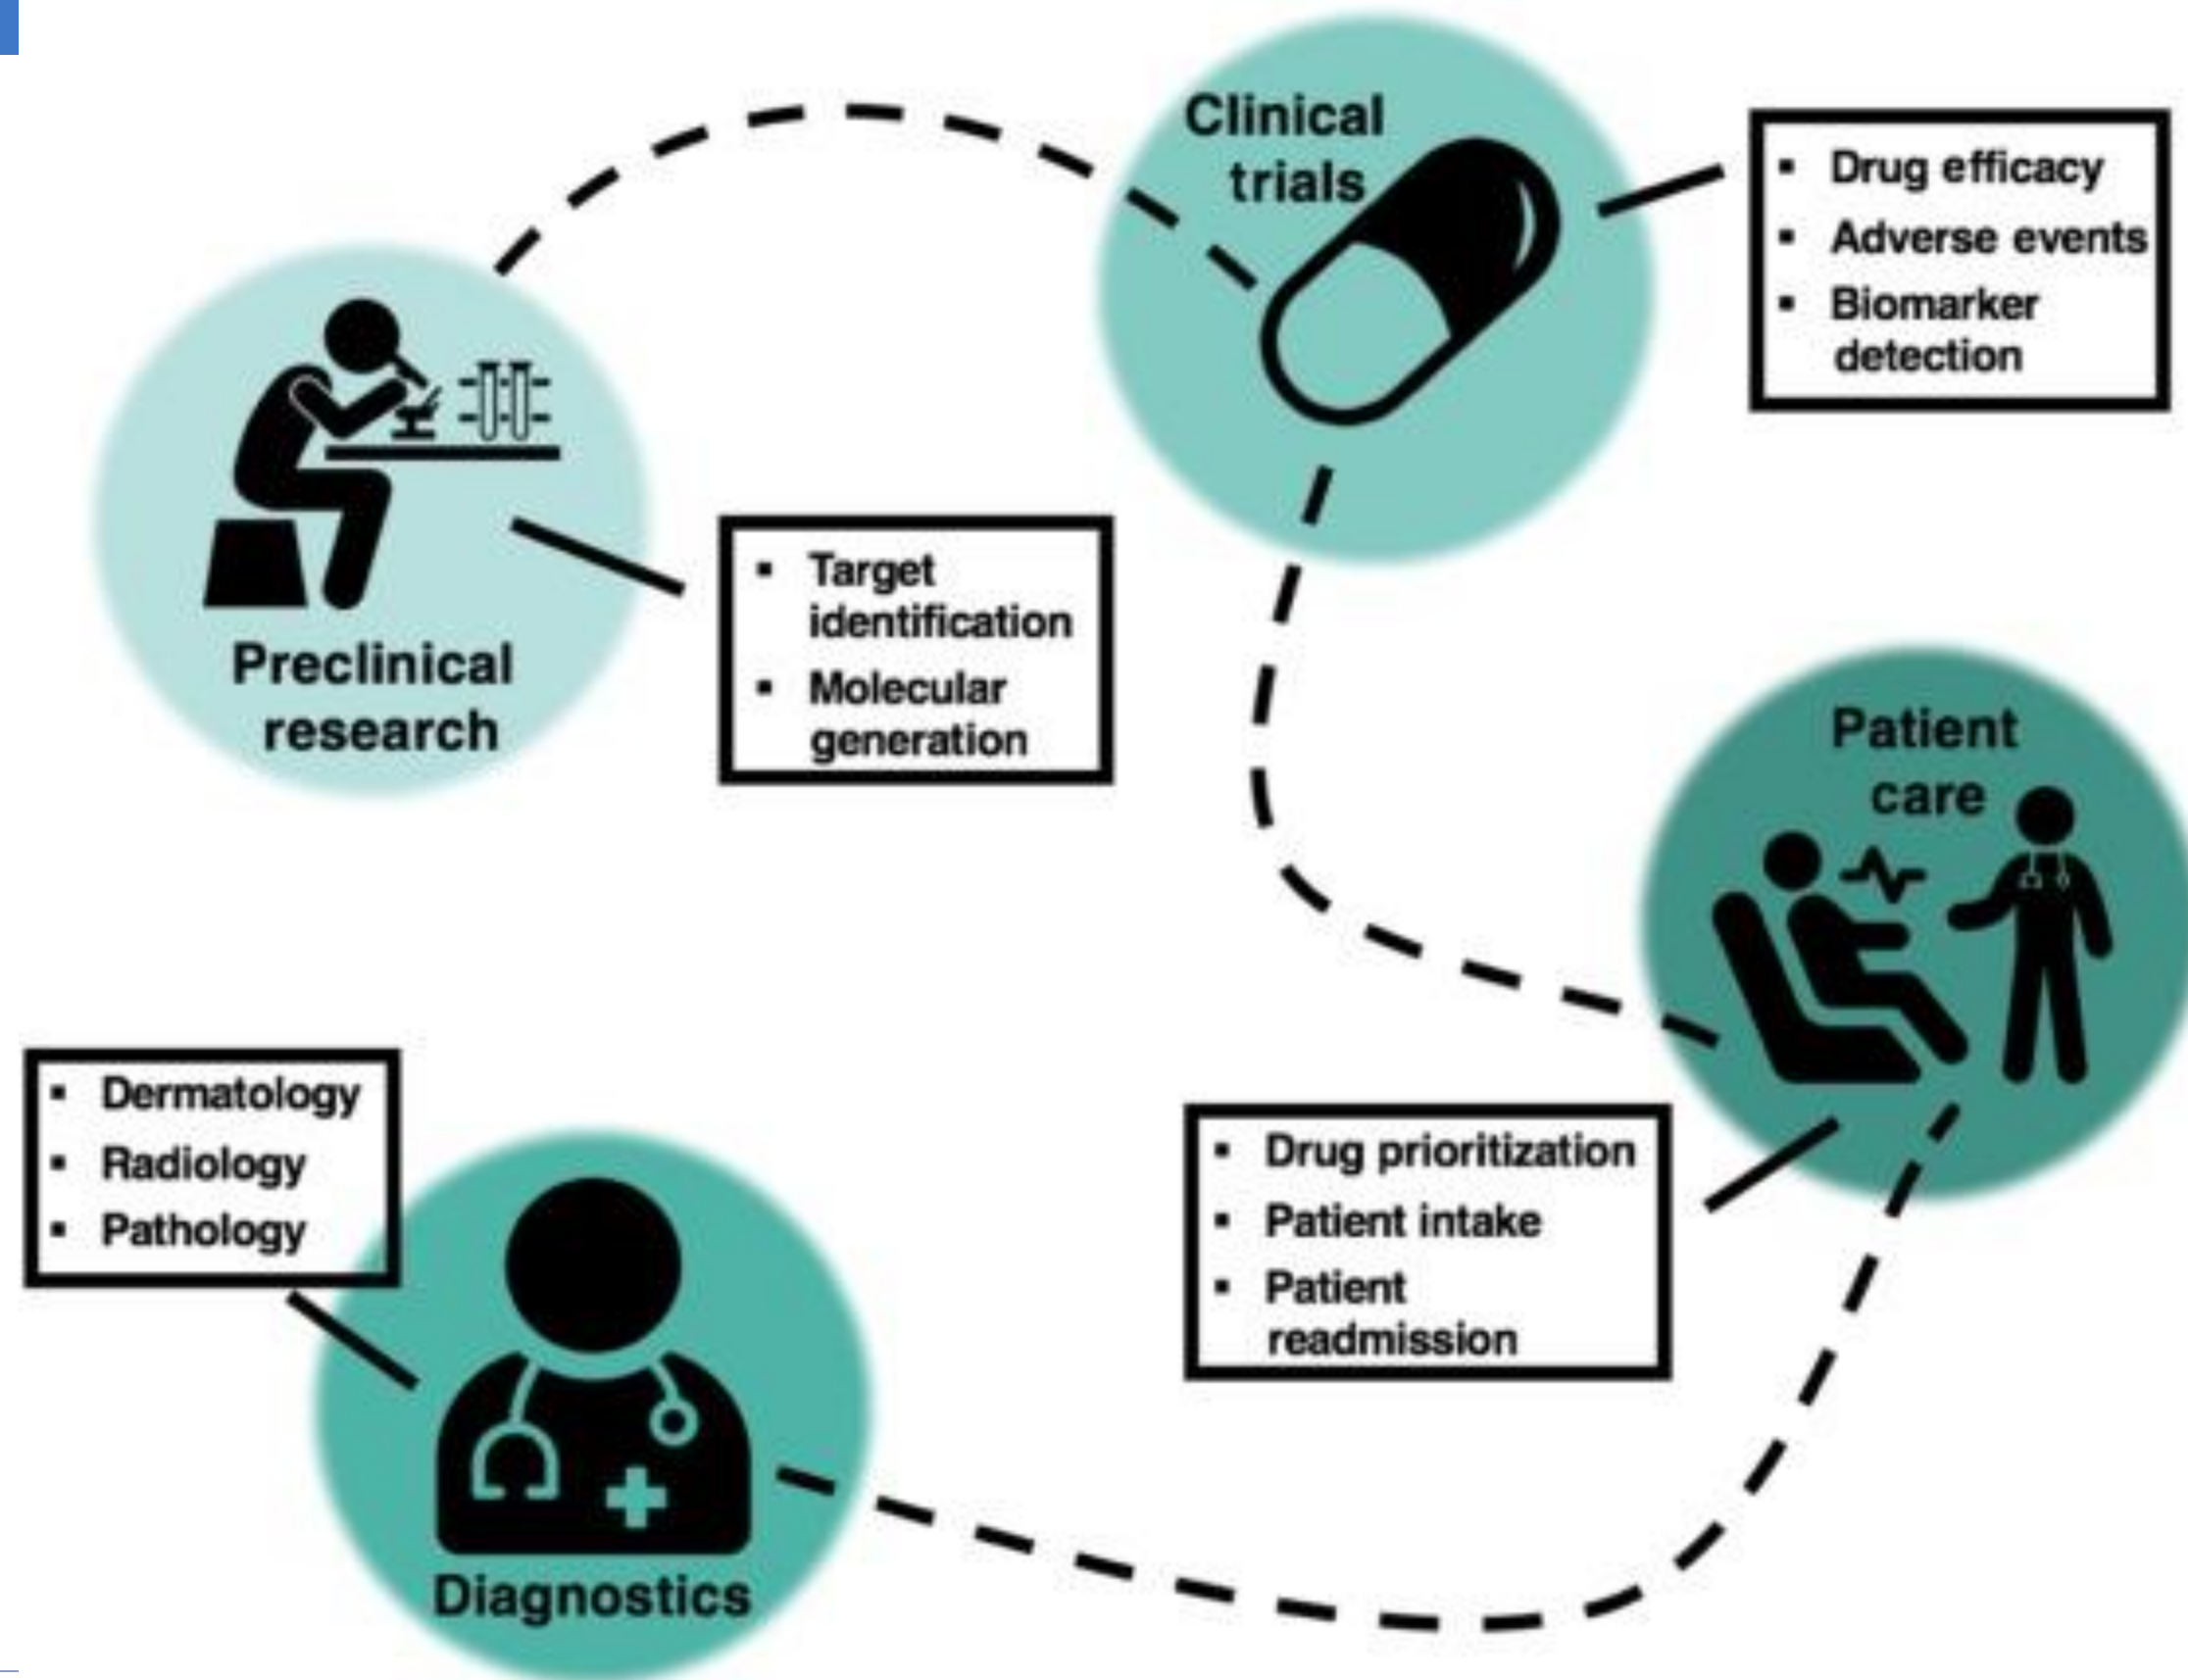 Clinical
trials
▪ Drug efficacy
▪ Adverse events
▪ Biomarker
detection
Preclinical
research
▪ Target
identification
▪ Molecular
generation
Patient
care
▪ Drug prioritization
▪ Patient intake
▪ Patient
readmission
▪ Dermatology
▪ Radiology
▪ Pathology
Diagnostics